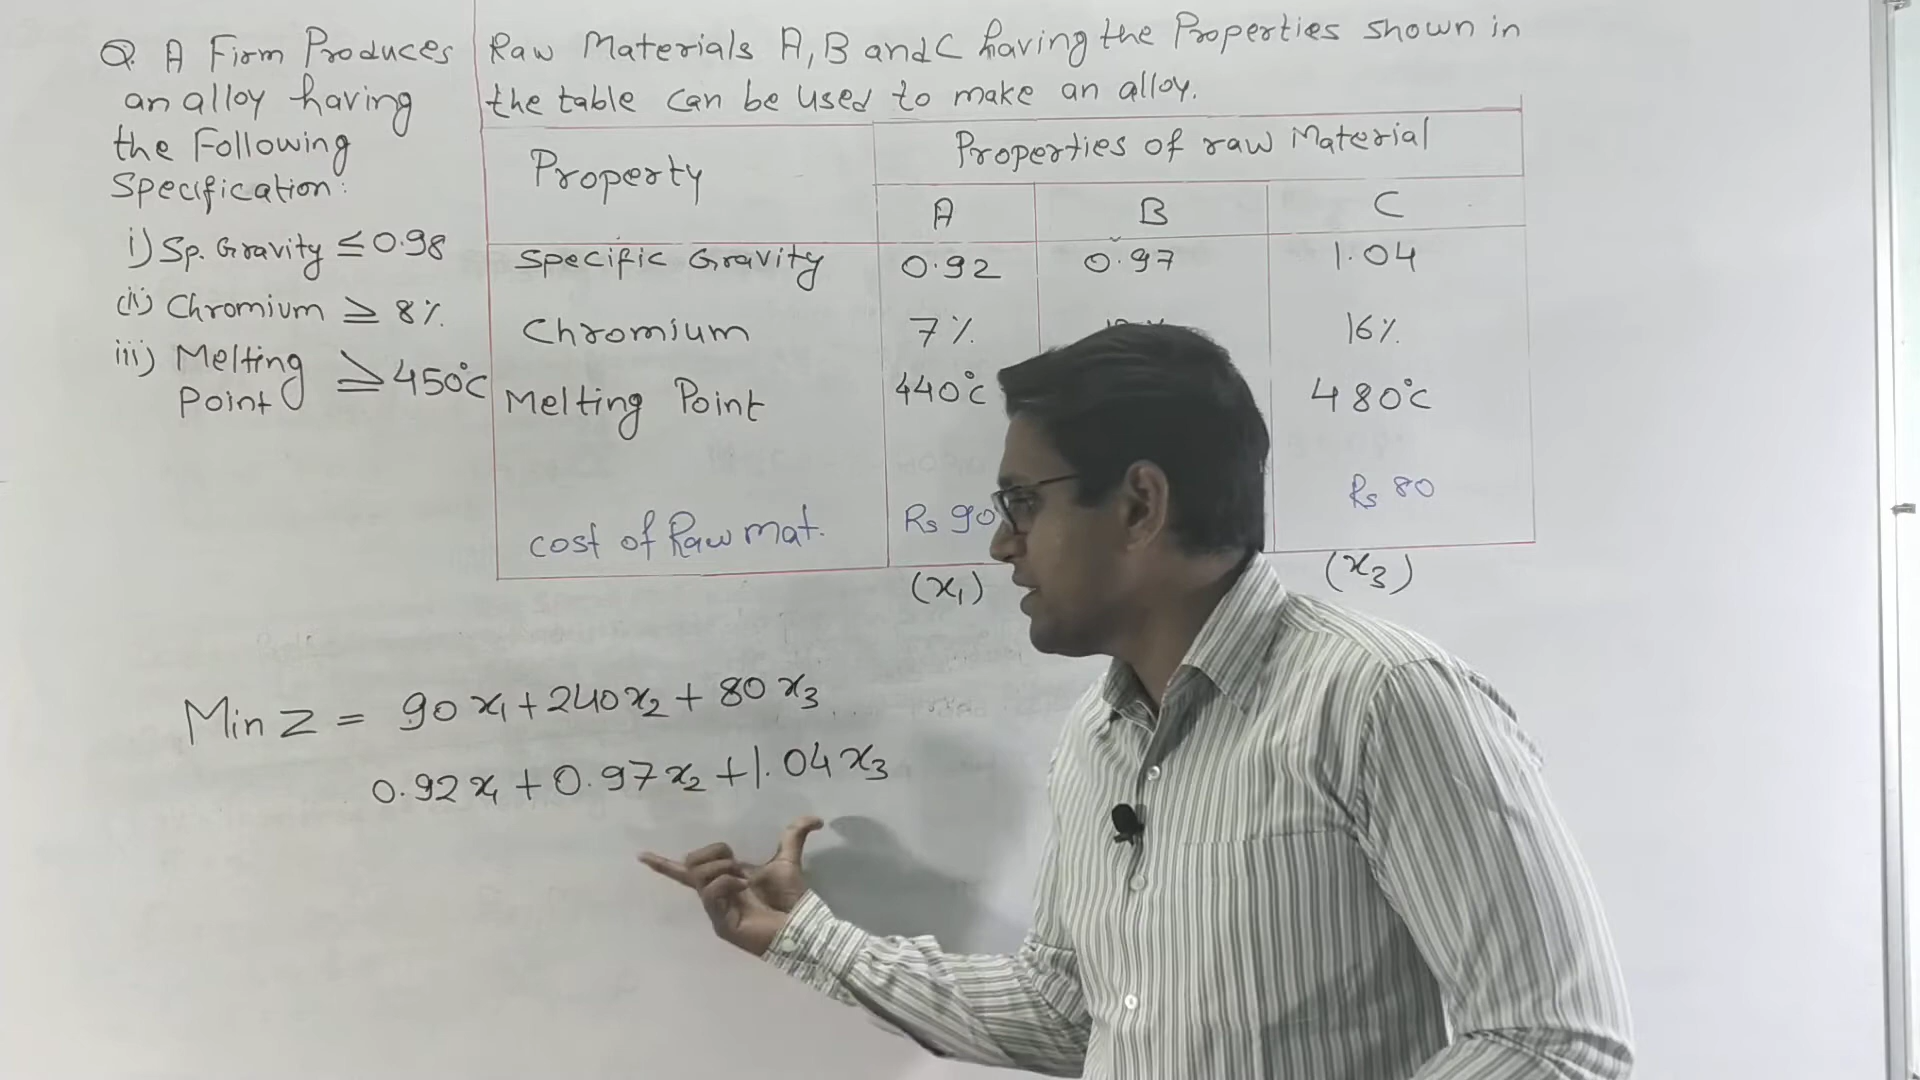 Q. A Firm Produces
an alloy having
the Following
Specification:
i) Sp. Gravity ≤ 0.98
(ii) Chromium ≥ 8%
iii) Melting Point ≥ 450°C
Raw Materials A, B and C having the Properties shown in
the table can be used to make an alloy.
Property
Properties of raw Material
A B C
Specific Gravity 0.92 0.97 1.04
Chromium 7% 16%
Melting Point 440°C 480°C
Cost of Raw mat. Rs 90 Rs 80
(x₁) (x₃)
Min Z = 90x₁ + 240x₂ + 80x₃
0.92x₁ + 0.97x₂ + 1.04x₃